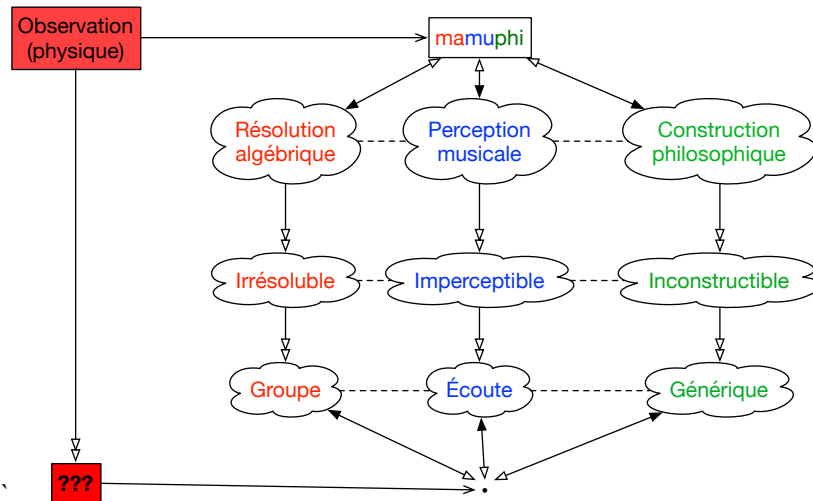 Observation
(physique)
mamuphi
Résolution
algébrique
Perception
musicale
Construction
philosophique
Irrésoluble
Imperceptible
Inconstructible
Groupe
Écoute
Générique
???
`